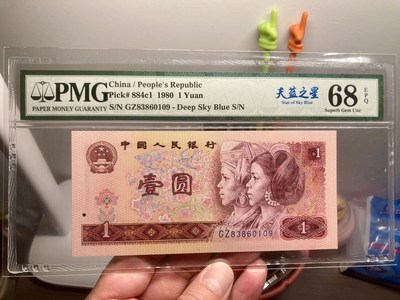 PMG
PAPER MONEY GUARANTY
China / People's Republic
Pick# 884c1 1980 1 Yuan
S/N GZ83860109 - Deep Sky Blue S/N
天蓝之星
Star of Sky Blue
68 EPQ
Superb Gem Unc
中国人民银行
1
壹圆
1
GZ83860109
1